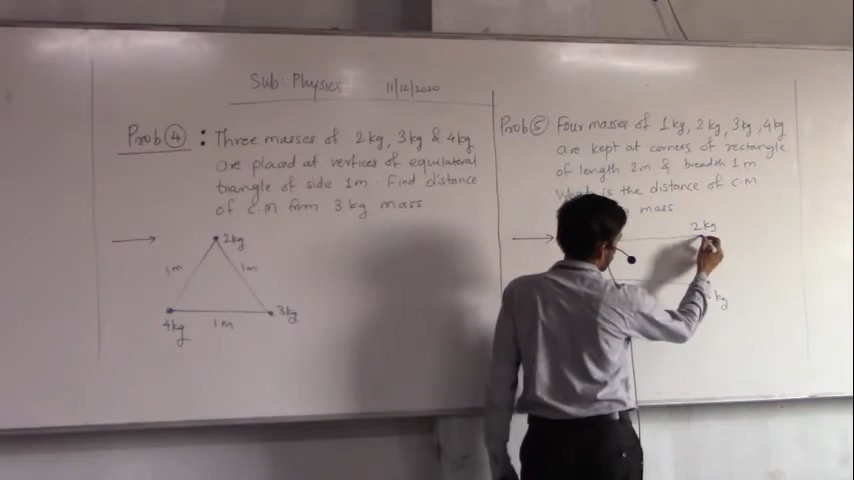 Sub: Physics 11/12/2020
Prob 4 : Three masses of 2kg, 3kg & 4kg
are placed at vertices of equilateral
triangle of side 1m. Find distance
of C.M from 3 kg mass
2kg
1m 1m
4kg 1m 3kg
Prob 5 Four masses of 1kg, 2kg, 3kg, 4kg
are kept at corners of rectangle
of length 2m & breadth 1m
What is the distance of C.M
mass
2kg
kg